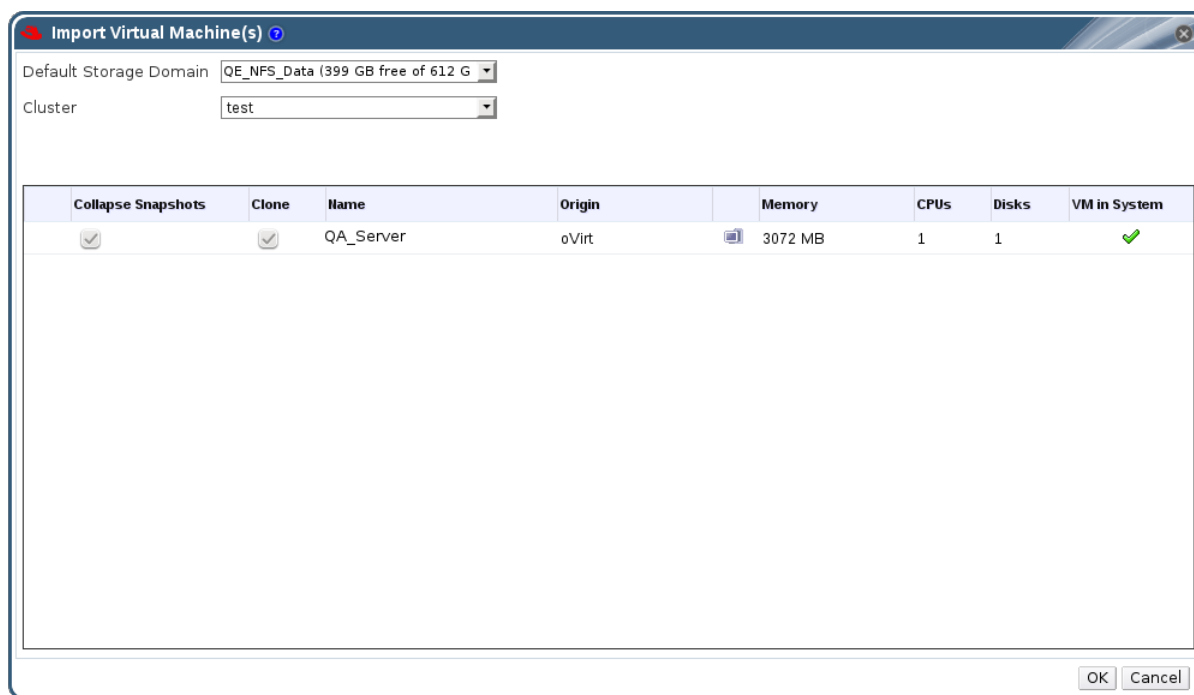 Import Virtual Machine(s) ?
Default Storage Domain QE_NFS_Data (399 GB free of 612 G
Cluster test
Collapse Snapshots Clone Name Origin Memory CPUs Disks VM in System
QA_Server oVirt 3072 MB 1 1
OK Cancel